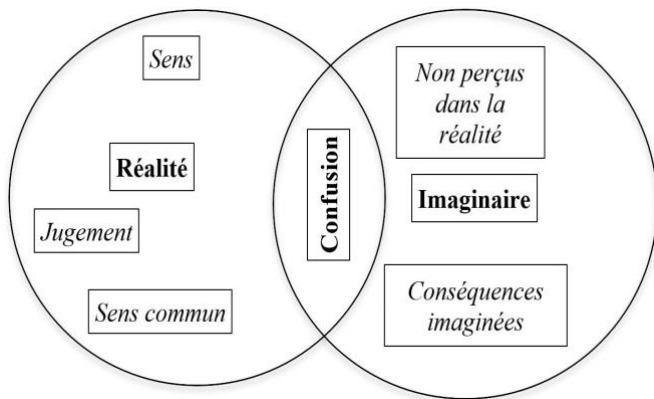 Sens
Réalité
Jugement
Sens commun
Confusion
Non perçus
dans la
réalité
Imaginaire
Conséquences
imaginées